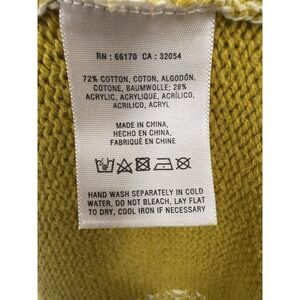 RN : 66170 CA : 32054
72% COTTON, COTON, ALGODÓN,
COTONE, BAUMWOLLE; 28%
ACRYLIC, ACRYLIQUE, ACRÍLICO,
ACRILICO, ACRYL
MADE IN CHINA,
HECHO EN CHINA,
FABRIQUÉ EN CHINE
HAND WASH SEPARATELY IN COLD
WATER, DO NOT BLEACH, LAY FLAT
TO DRY, COOL IRON IF NECESSARY